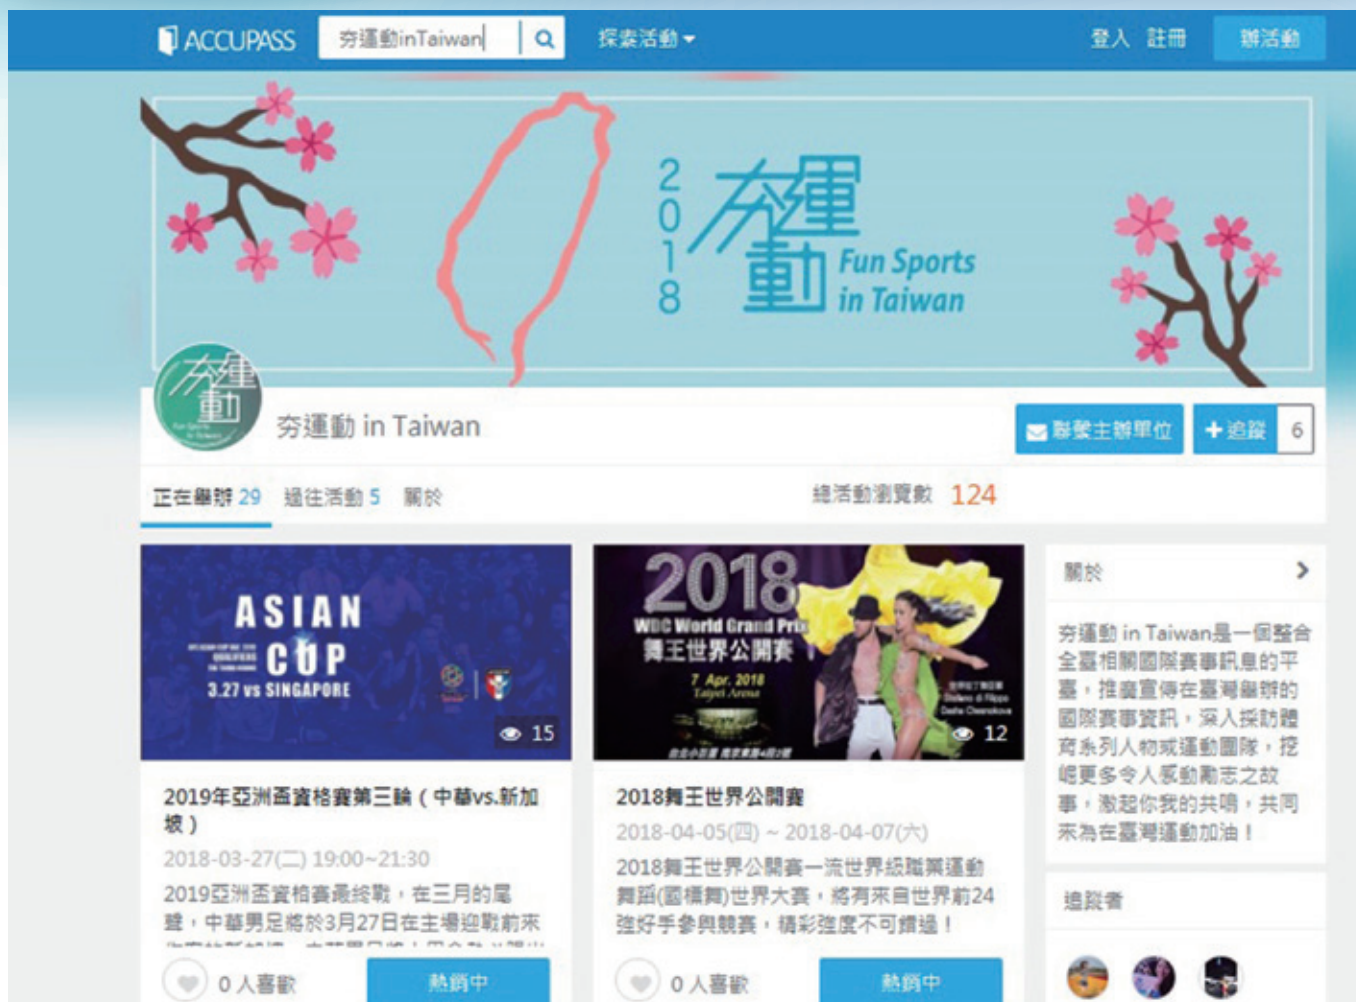 ACCUPASS
夯運動inTaiwan
探索活動
登入 註冊
辦活動
2018
夯運動
Fun Sports
in Taiwan
夯運動
Fun Sports
in Taiwan
夯運動 in Taiwan
聯繫主辦單位
+追蹤 6
正在舉辦 29 過往活動 5 關於
總活動瀏覽數 124
ASIAN
CUP
3.27 vs SINGAPORE
15
2019年亞洲盃資格賽第三輪（中華vs.新加
坡）
2018-03-27(二) 19:00~21:30
2019亞洲盃資格賽最終戰，在三月的尾
聲，中華男足將於3月27日在主場迎戰前來
0 人喜歡
熱銷中
2018
WDC World Grand Prix
舞王世界公開賽
7 Apr. 2018
Taipei Arena
12
2018舞王世界公開賽
2018-04-05(四) ~ 2018-04-07(六)
2018舞王世界公開賽一流世界級職業運動
舞蹈(國標舞)世界大賽，將有來自世界前24
強好手參與競賽，精彩強度不可錯過！
0 人喜歡
熱銷中
關於
夯運動 in Taiwan是一個整合
全臺相關國際賽事訊息的平
臺，推廣宣傳在臺灣舉辦的
國際賽事資訊，深入採訪體
育系列人物或運動團隊，挖
崛更多令人感動勵志之故
事，激起你我的共鳴，共同
來為在臺灣運動加油！
追蹤者